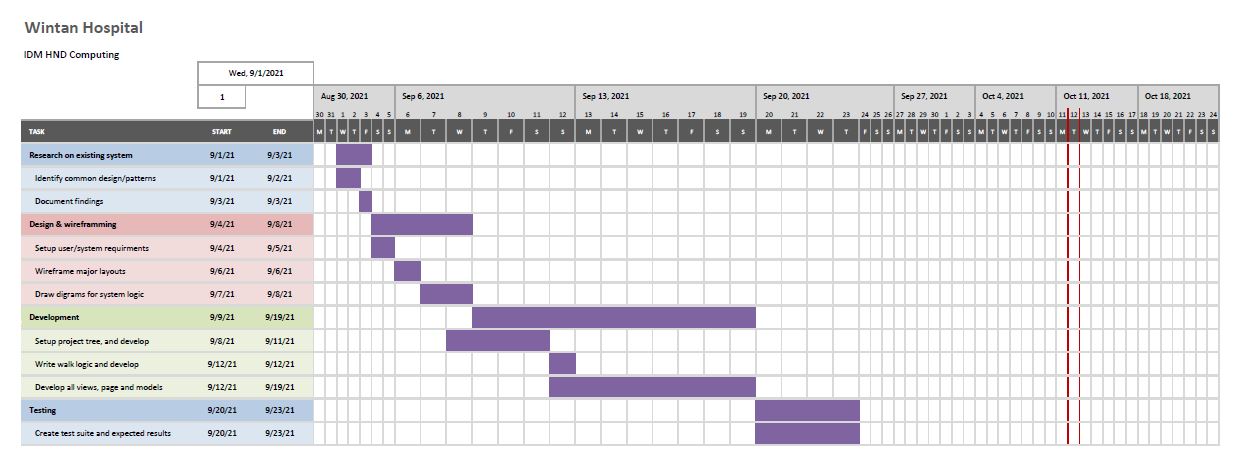 Wintan Hospital
IDM HND Computing
Wed, 9/1/2021
1 Aug 30, 2021 Sep 6, 2021 Sep 13, 2021 Sep 20, 2021 Sep 27, 2021 Oct 4, 2021 Oct 11, 2021 Oct 18, 2021
30 31 1 2 3 4 5 6 7 8 9 10 11 12 13 14 15 16 17 18 19 20 21 22 23 24 25 26 27 28 29 30 1 2 3 4 5 6 7 8 9 10 11 12 13 14 15 16 17 18 19 20 21 22 23 24
TASK START END M T W T F S S M T W T F S S M T W T F S S M T W T F S S M T W T F S S M T W T F S S M T W T F S S M T W T F S S
Research on existing system 9/1/21 9/3/21
Identify common design/patterns 9/1/21 9/2/21
Document findings 9/3/21 9/3/21
Design & wireframming 9/4/21 9/8/21
Setup user/system requirments 9/4/21 9/5/21
Wireframe major layouts 9/6/21 9/6/21
Draw digrams for system logic 9/7/21 9/8/21
Development 9/9/21 9/19/21
Setup project tree, and develop 9/8/21 9/11/21
Write walk logic and develop 9/12/21 9/12/21
Develop all views, page and models 9/12/21 9/19/21
Testing 9/20/21 9/23/21
Create test suite and expected results 9/20/21 9/23/21